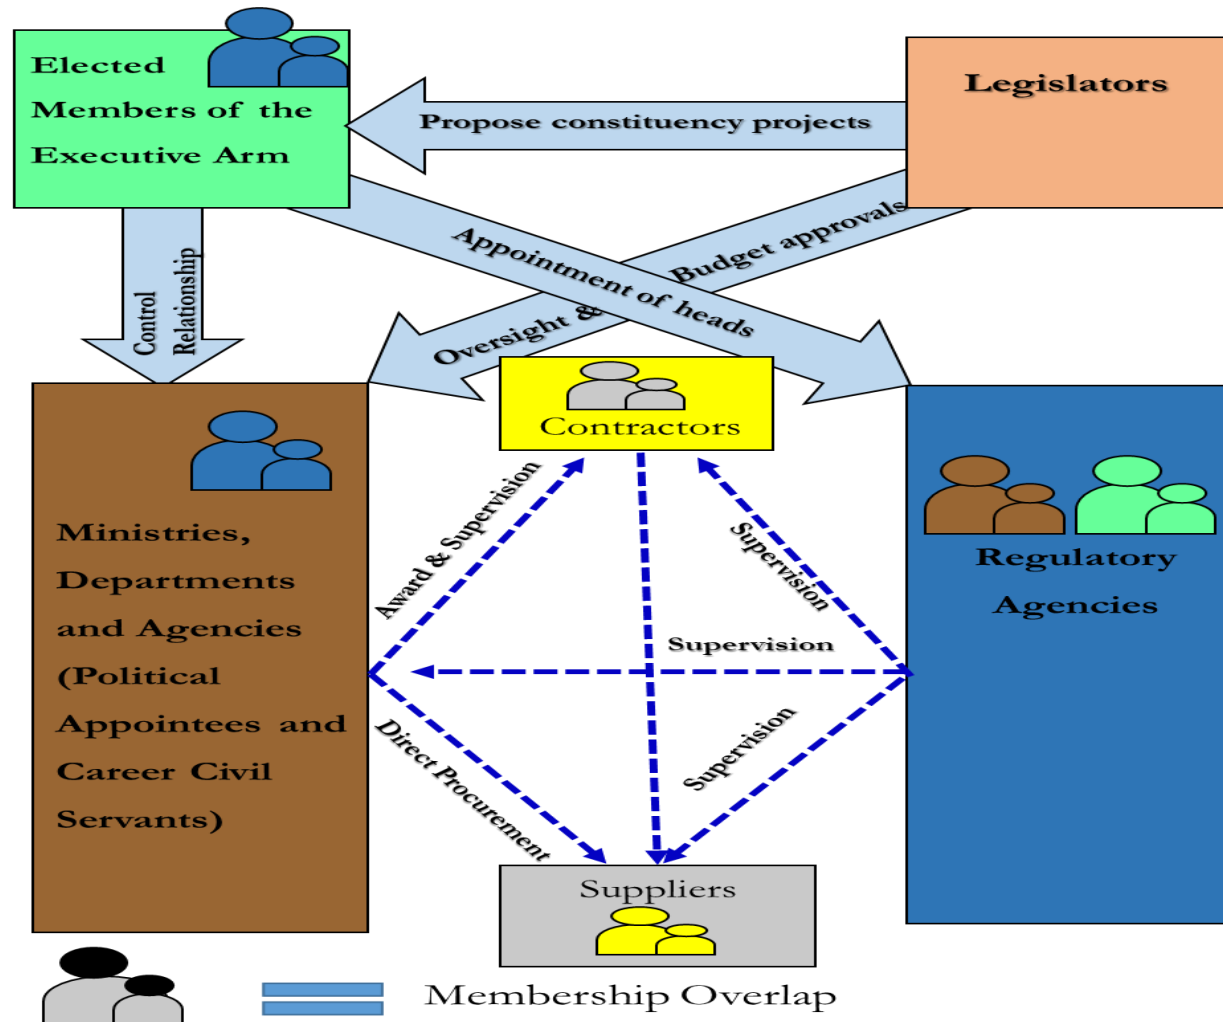 Elected
Members of the
Executive Arm
Legislators
Propose constituency projects
Control
Relationship
Appointment of heads
Oversight & Budget approvals
Contractors
Ministries,
Departments
and Agencies
(Political
Appointees and
Career Civil
Servants)
Award & Supervision
Supervision
Regulatory
Agencies
Supervision
Direct Procurement
Supervision
Suppliers
Membership Overlap